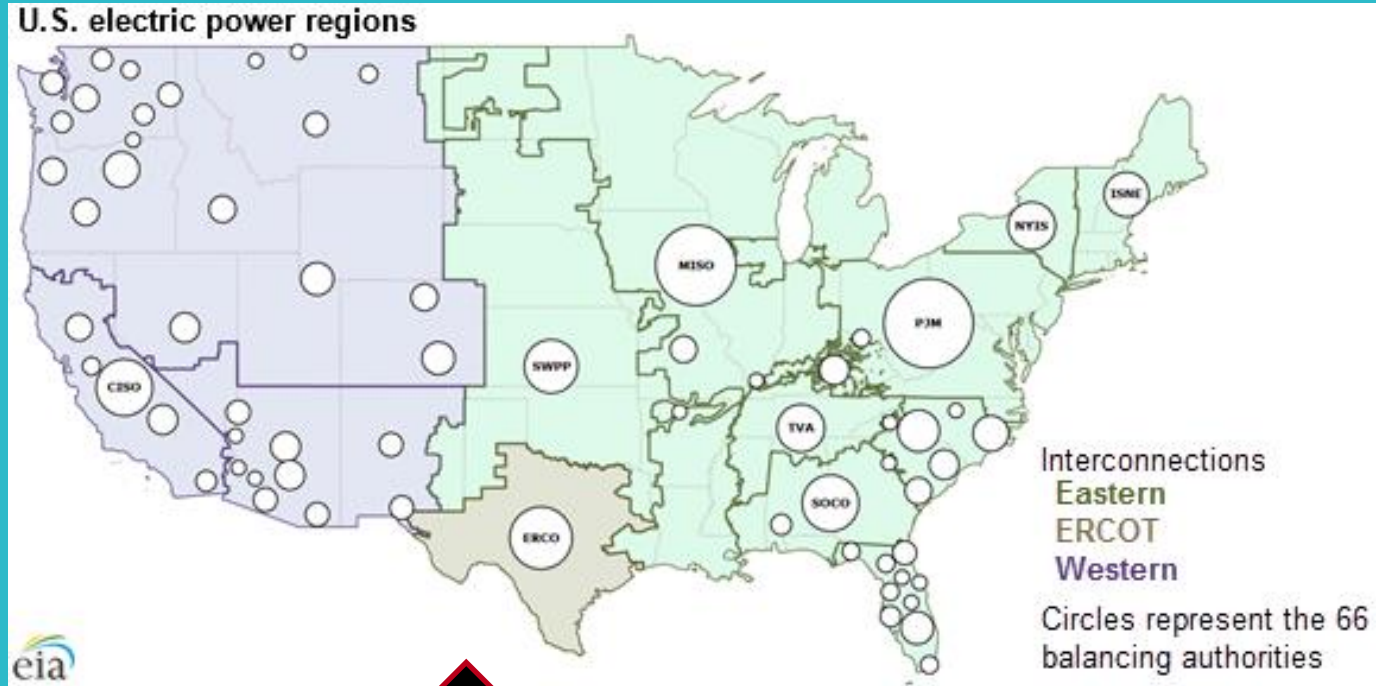 U.S. electric power regions
ISNE
NYIS
MISO
PJM
SWPP
CISO
TVA
SOCO
ERCO
Interconnections
Eastern
ERCOT
Western
Circles represent the 66
balancing authorities
eia